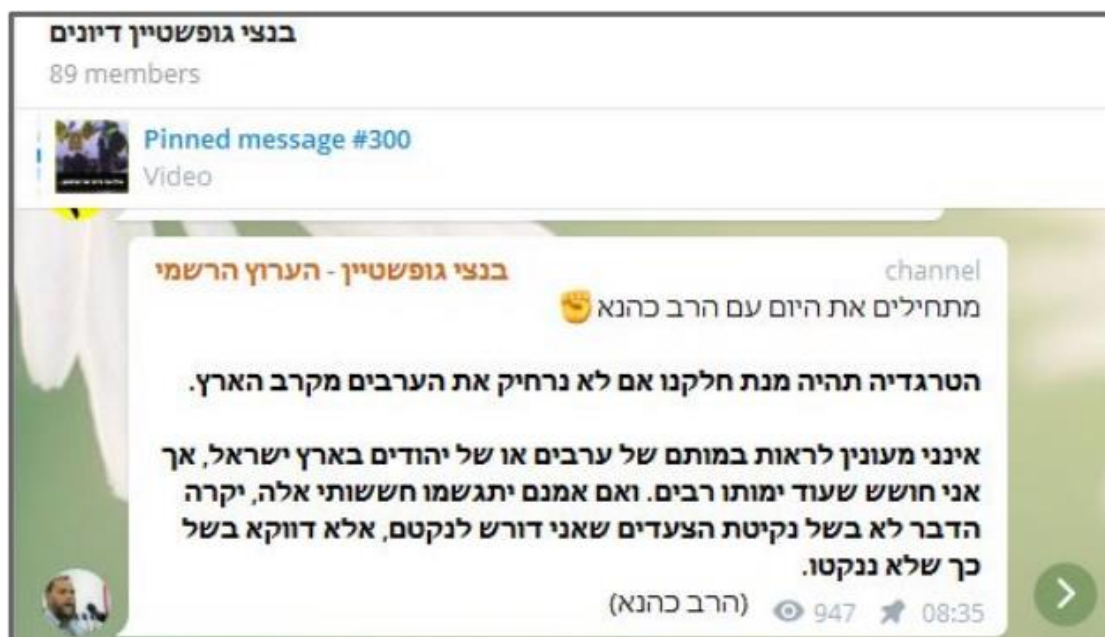 בנצי גופשטיין דיונים
89 members
Pinned message #300
Video
בנצי גופשטיין - הערוץ הרשמי
channel
מתחילים את היום עם הרב כהנא✊
הטרגדיה תהיה מנת חלקנו אם לא נרחיק את הערבים מקרב הארץ.
אינני מעונין לראות במותם של ערבים או של יהודים בארץ ישראל, אך
אני חושש שעוד ימותו רבים. ואם אמנם יתגשמו חששותי אלה, יקרה
הדבר לא בשל נקיטת הצעדים שאני דורש לנקטם, אלא דווקא בשל
כך שלא ננקטו.
(הרב כהנא)
947 08:35